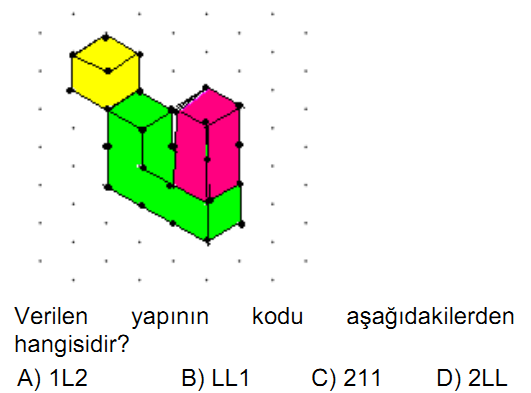 Verilen yapının kodu aşağıdakilerden
hangisidir?
A) 1L2 B) LL1 C) 211 D) 2LL